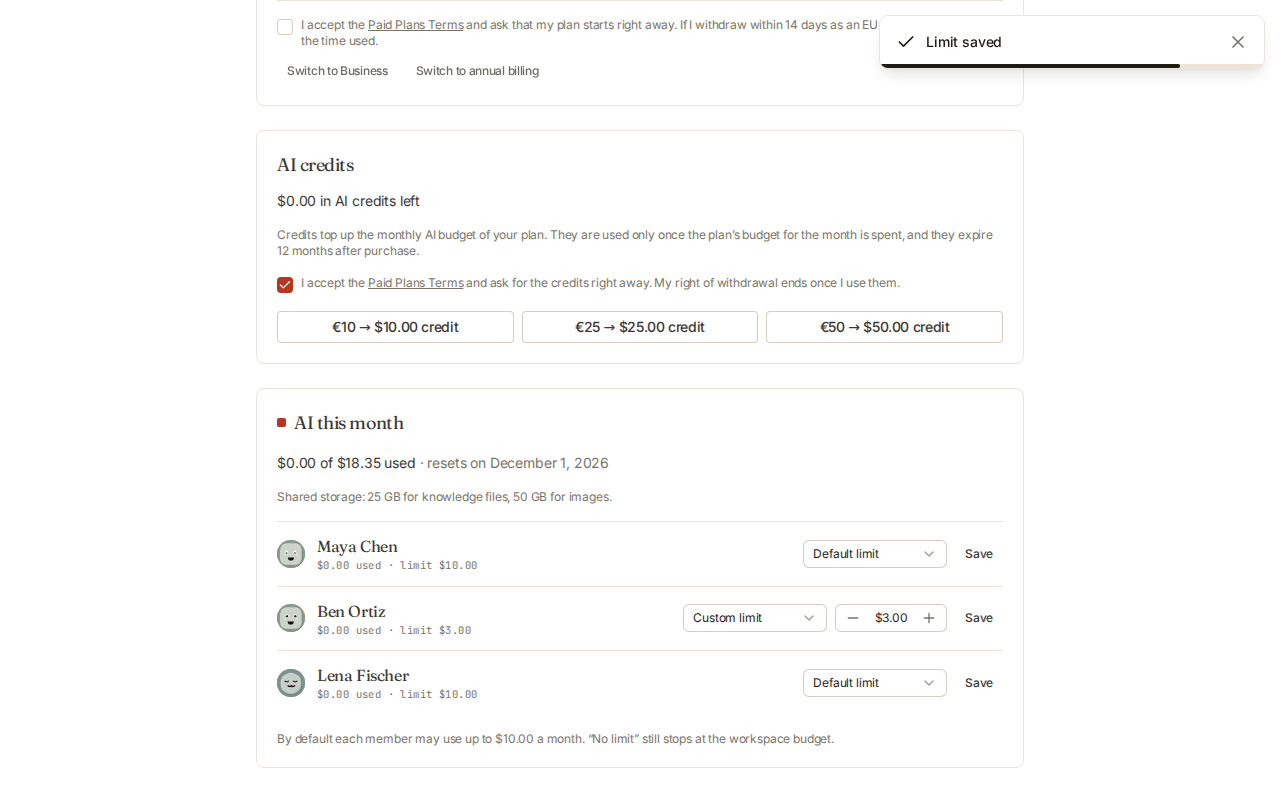 I accept the Paid Plans Terms and ask that my plan starts right away. If I withdraw within 14 days as an EU
the time used.
Limit saved
Switch to Business Switch to annual billing
AI credits
$0.00 in AI credits left
Credits top up the monthly AI budget of your plan. They are used only once the plan's budget for the month is spent, and they expire
12 months after purchase.
I accept the Paid Plans Terms and ask for the credits right away. My right of withdrawal ends once I use them.
€10 → $10.00 credit €25 → $25.00 credit €50 → $50.00 credit
AI this month
$0.00 of $18.35 used · resets on December 1, 2026
Shared storage: 25 GB for knowledge files, 50 GB for images.
Maya Chen
$0.00 used · limit $10.00
Default limit Save
Ben Ortiz
$0.00 used · limit $3.00
Custom limit $3.00 Save
Lena Fischer
$0.00 used · limit $10.00
Default limit Save
By default each member may use up to $10.00 a month. “No limit” still stops at the workspace budget.